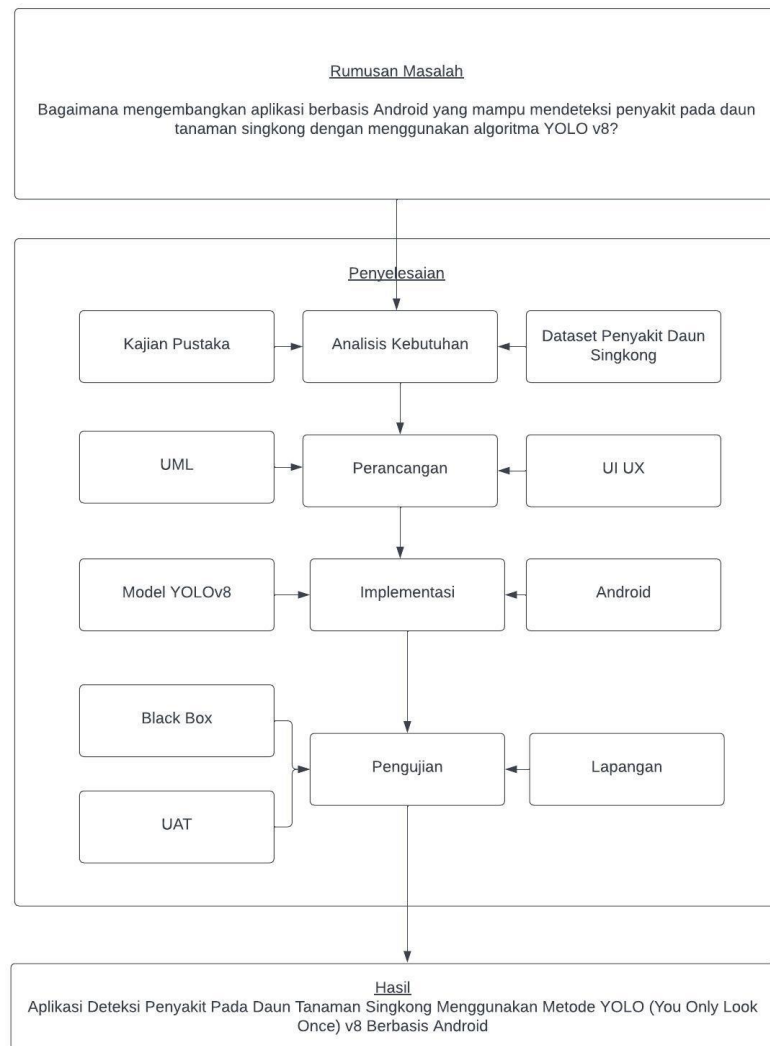 Rumusan Masalah
Bagaimana mengembangkan aplikasi berbasis Android yang mampu mendeteksi penyakit pada daun
tanaman singkong dengan menggunakan algoritma YOLO v8?
Penyelesaian
Kajian Pustaka
Analisis Kebutuhan
Dataset Penyakit Daun
Singkong
UML
Perancangan
UI UX
Model YOLOv8
Implementasi
Android
Black Box
Pengujian
Lapangan
UAT
Hasil
Aplikasi Deteksi Penyakit Pada Daun Tanaman Singkong Menggunakan Metode YOLO (You Only Look
Once) v8 Berbasis Android